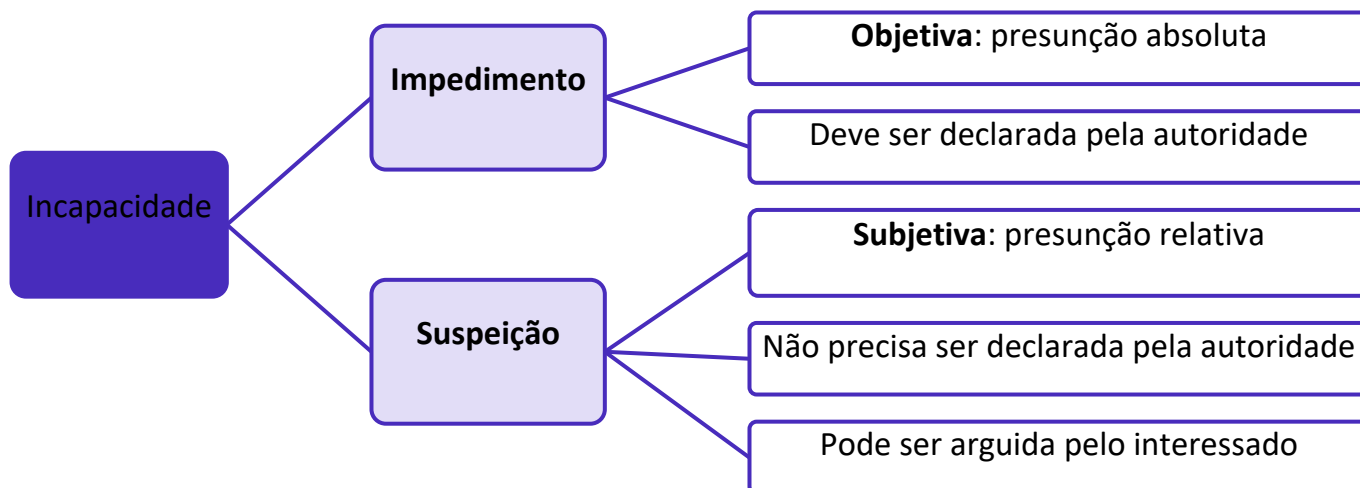 Incapacidade
Impedimento
Objetiva: presunção absoluta
Deve ser declarada pela autoridade
Suspeição
Subjetiva: presunção relativa
Não precisa ser declarada pela autoridade
Pode ser arguida pelo interessado